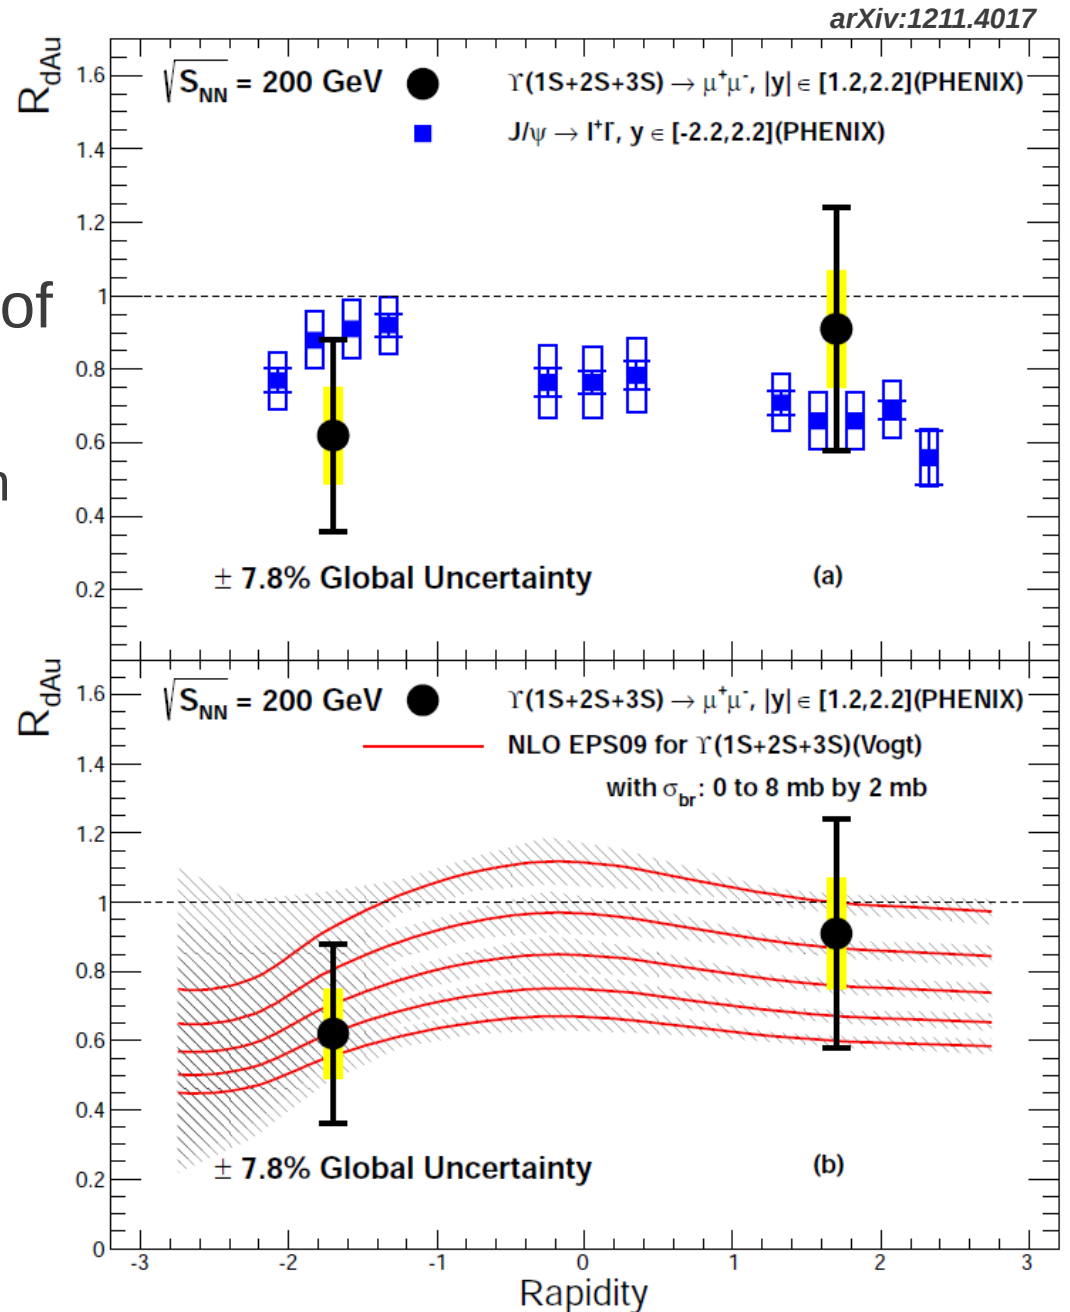 arXiv:1211.4017
of
n
R_dAu
√S_NN = 200 GeV
ϒ(1S+2S+3S) → μ⁺μ⁻, |y| ∈ [1.2,2.2](PHENIX)
J/ψ → l⁺l⁻, y ∈ [-2.2,2.2](PHENIX)
1.6
1.4
1.2
1
0.8
0.6
0.4
0.2
± 7.8% Global Uncertainty
(a)
R_dAu
√S_NN = 200 GeV
ϒ(1S+2S+3S) → μ⁺μ⁻, |y| ∈ [1.2,2.2](PHENIX)
NLO EPS09 for ϒ(1S+2S+3S)(Vogt)
with σ_br: 0 to 8 mb by 2 mb
1.6
1.4
1.2
1
0.8
0.6
0.4
0.2
0
± 7.8% Global Uncertainty
(b)
-3 -2 -1 0 1 2 3
Rapidity